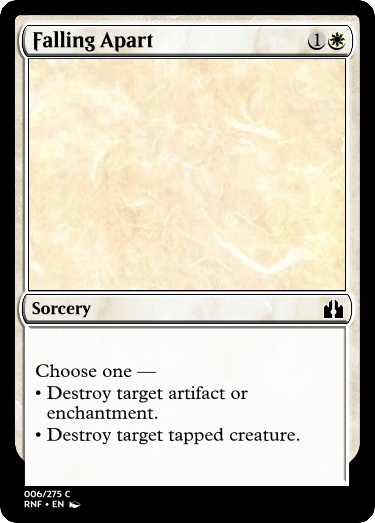 Falling Apart 1
Sorcery
Choose one —
• Destroy target artifact or
enchantment.
• Destroy target tapped creature.
006/275 C
RNF • EN